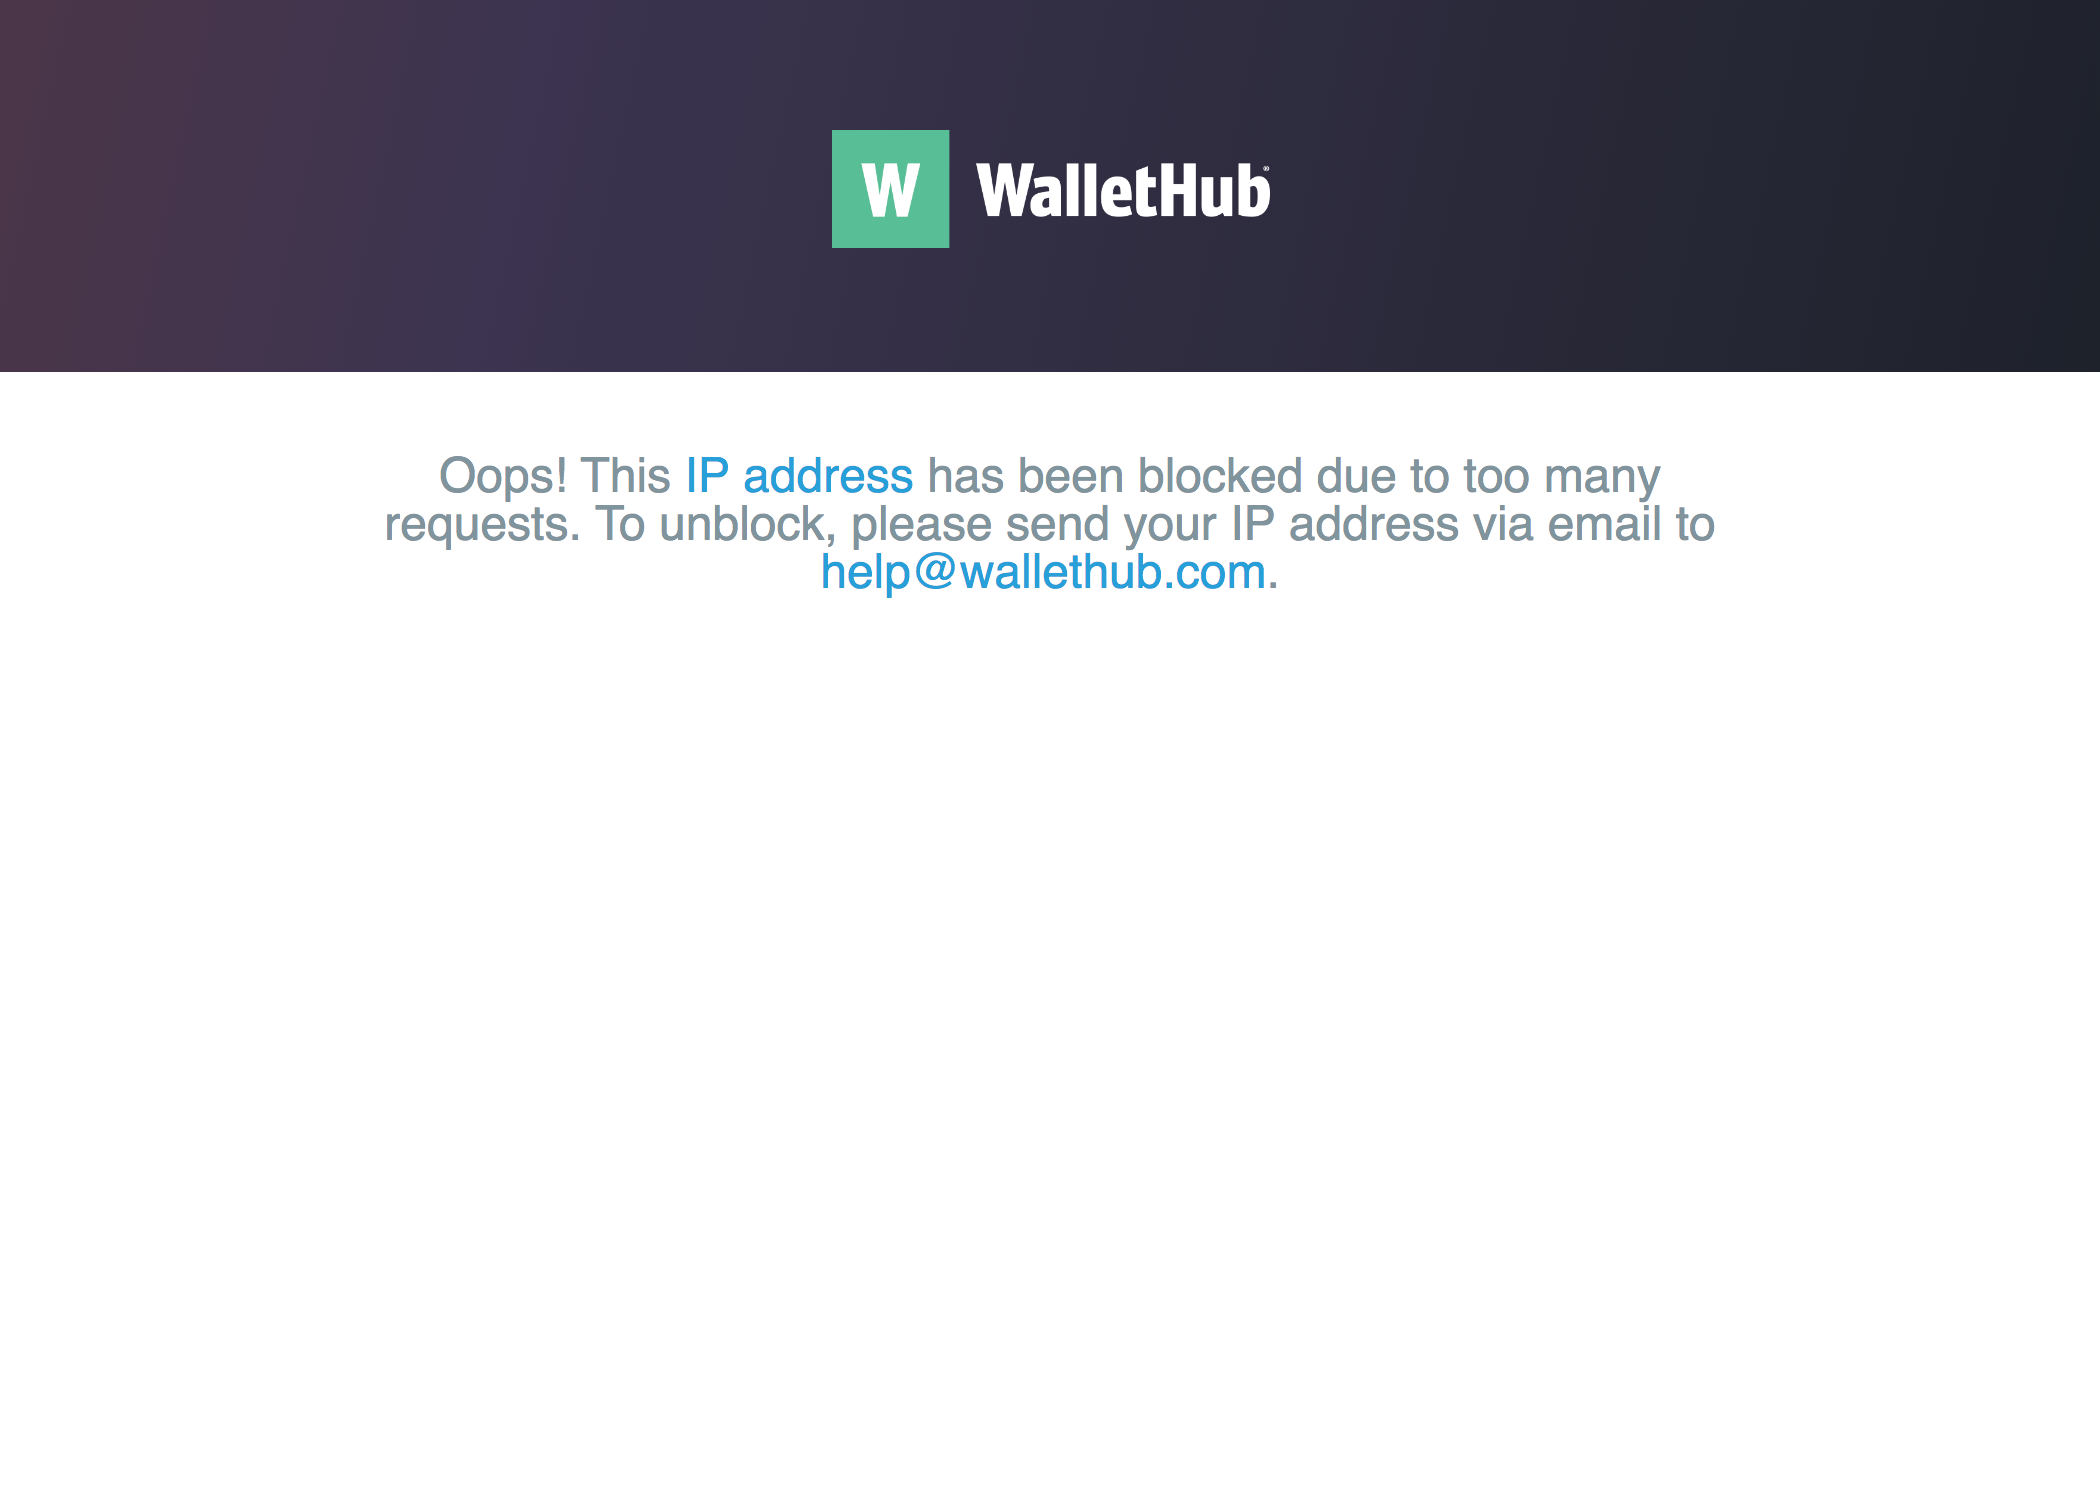 W WalletHub®
Oops! This IP address has been blocked due to too many
requests. To unblock, please send your IP address via email to
help@wallethub.com.